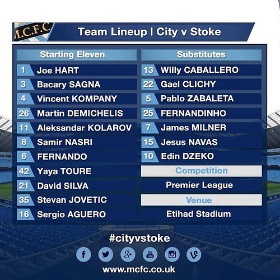 M.C.F.C
Team Lineup | City v Stoke
Starting Eleven
1 Joe HART
3 Bacary SAGNA
4 Vincent KOMPANY
26 Martin DEMICHELIS
11 Aleksandar KOLAROV
8 Samir NASRI
6 FERNANDO
42 Yaya TOURE
21 David SILVA
35 Stevan JOVETIC
16 Sergio AGUERO
Substitutes
13 Willy CABALLERO
22 Gael CLICHY
5 Pablo ZABALETA
25 FERNANDINHO
7 James MILNER
15 Jesus NAVAS
10 Edin DZEKO
Competition
Premier League
Venue
Etihad Stadium
#cityvstoke
www.mcfc.co.uk